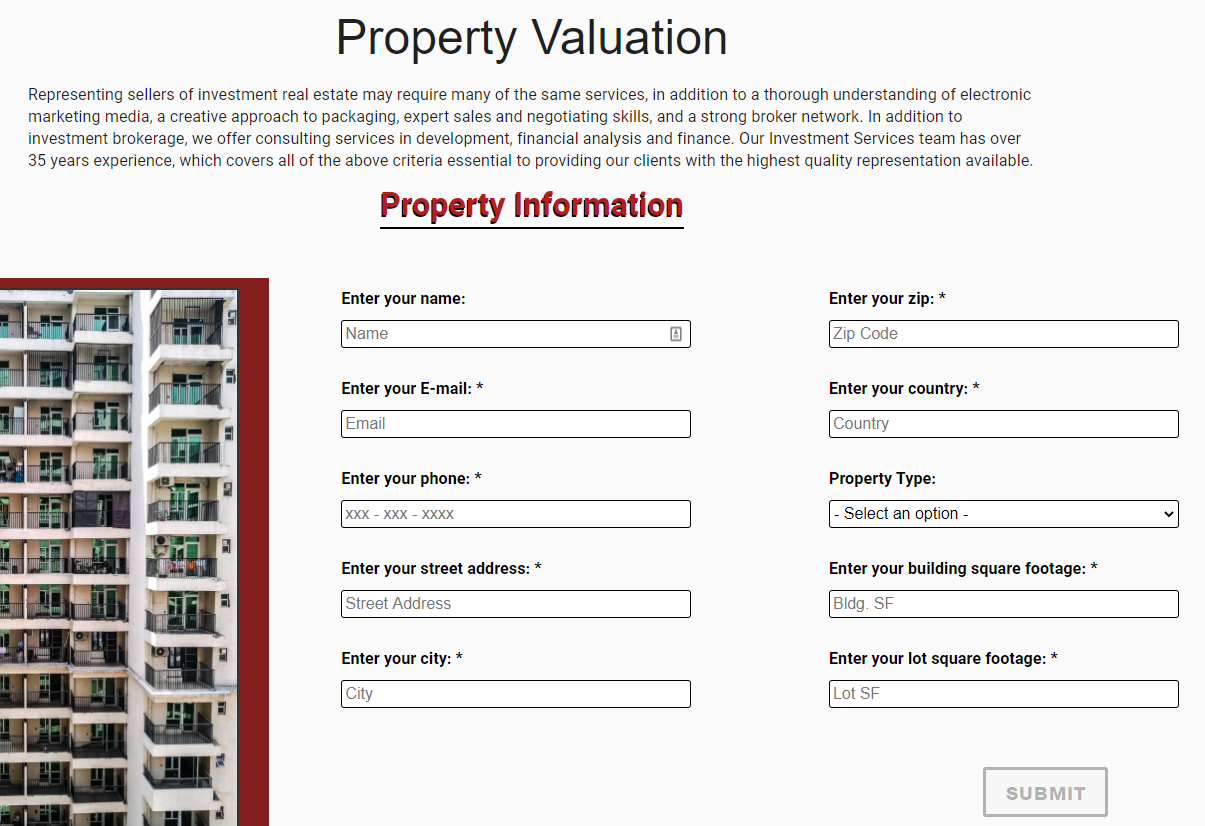 Property Valuation
Representing sellers of investment real estate may require many of the same services, in addition to a thorough understanding of electronic
marketing media, a creative approach to packaging, expert sales and negotiating skills, and a strong broker network. In addition to
investment brokerage, we offer consulting services in development, financial analysis and finance. Our Investment Services team has over
35 years experience, which covers all of the above criteria essential to providing our clients with the highest quality representation available.
Property Information
Enter your name:
Name
Enter your E-mail: *
Email
Enter your phone: *
xxx - xxx - xxxx
Enter your street address: *
Street Address
Enter your city: *
City
Enter your zip: *
Zip Code
Enter your country: *
Country
Property Type:
- Select an option -
Enter your building square footage: *
Bldg. SF
Enter your lot square footage: *
Lot SF
SUBMIT